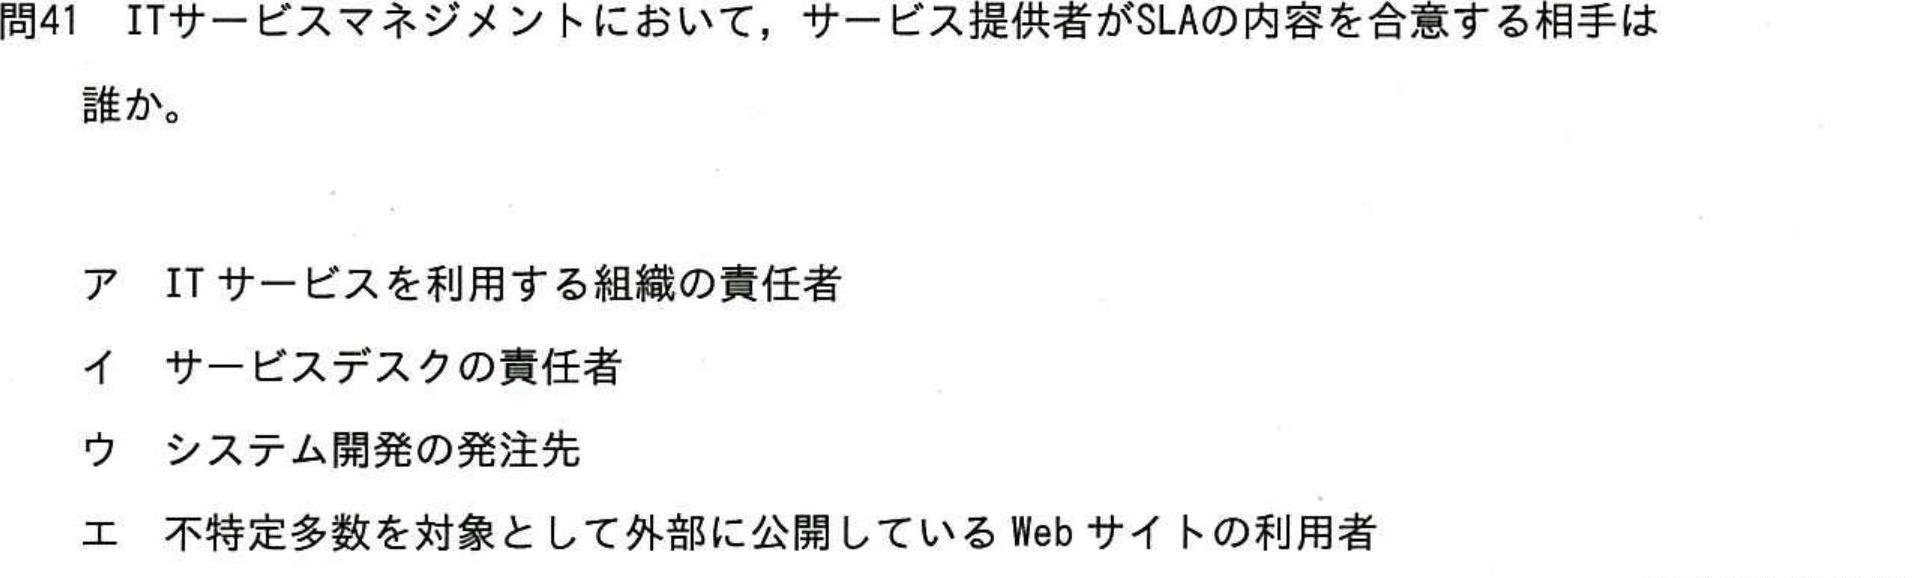 問41　ITサービスマネジメントにおいて，サービス提供者がSLAの内容を合意する相手は
誰か。
ア　IT サービスを利用する組織の責任者
イ　サービスデスクの責任者
ウ　システム開発の発注先
エ　不特定多数を対象として外部に公開している Web サイトの利用者